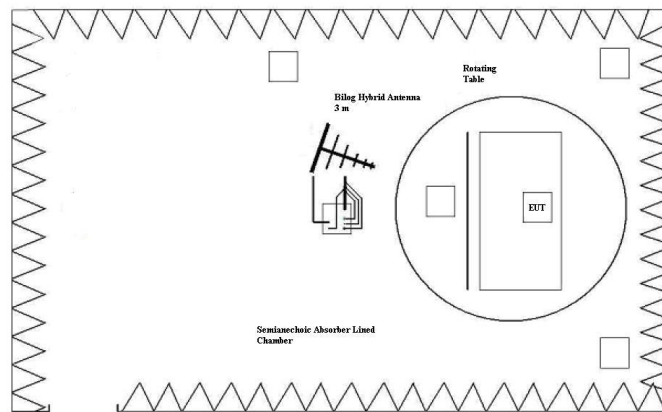 Rotating
Table
Bilog Hybrid Antenna
3 m
EUT
Semianechoic Absorber Lined
Chamber